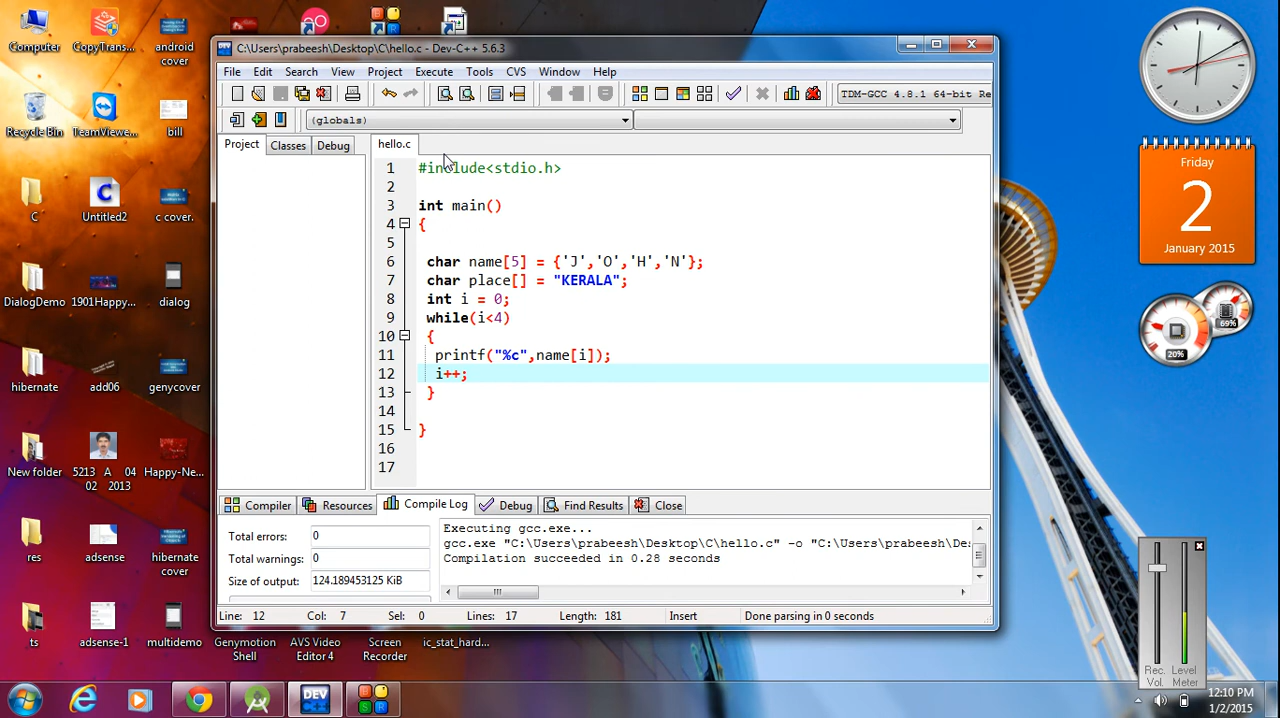 C:\Users\prabeesh\Desktop\C\hello.c - Dev-C++ 5.6.3
File Edit Search View Project Execute Tools CVS Window Help
TDM-GCC 4.8.1 64-bit Re
(globals)
Project Classes Debug
hello.c
1 #include<stdio.h>
2
3 int main()
4 {
5
6 char name[5] = {'J','O','H','N'};
7 char place[] = "KERALA";
8 int i = 0;
9 while(i<4)
10 {
11 printf("%c",name[i]);
12 i++;
13 }
14
15 }
16
17
Compiler Resources Compile Log Debug Find Results Close
Total errors: 0
Total warnings: 0
Size of output: 124.189453125 KiB
Executing gcc.exe...
gcc.exe "C:\Users\prabeesh\Desktop\C\hello.c" -o "C:\Users\prabeesh\De
Compilation succeeded in 0.28 seconds
Line: 12 Col: 7 Sel: 0 Lines: 17 Length: 181 Insert Done parsing in 0 seconds
Computer
CopyTrans...
android
cover
Recycle Bin
TeamViewe...
bill
C
Untitled2
c cover.
DialogDemo
1901Happy...
dialog
hibernate
add06
genycover
New folder
5213 A 04
02 2013
Happy-Ne...
res
adsense
hibernate
cover
ts
adsense-1
multidemo
Genymotion
Shell
AVS Video
Editor 4
Screen
Recorder
ic_stat_hard...
Friday
2
January 2015
69%
20%
Rec.
Vol.
Level
Meter
DEV
C++
12:10 PM
1/2/2015